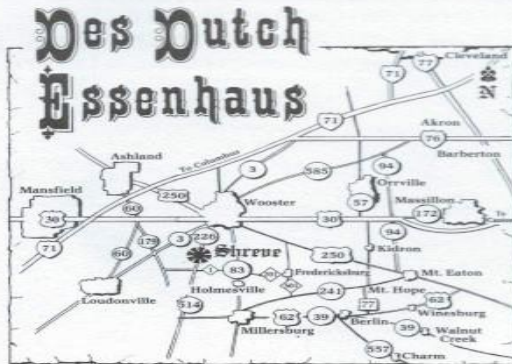 Des Dutch
Essenhaus
Cleveland
77
71
N
71
Akron
76
Barberton
To Columbus
3
585
94
Ashland
Orrville
Mansfield
250
Wooster
57
Massillon
172
To
30
60
30
94
71
179
3
226
Shreve
250
Kidron
60
1
83
Fredericksburg
Mt. Eaton
Loudonville
Holmesville
241
Mt. Hope
514
77
62
Winesburg
62
39
Berlin
Millersburg
39
Walnut
Creek
557
Charm